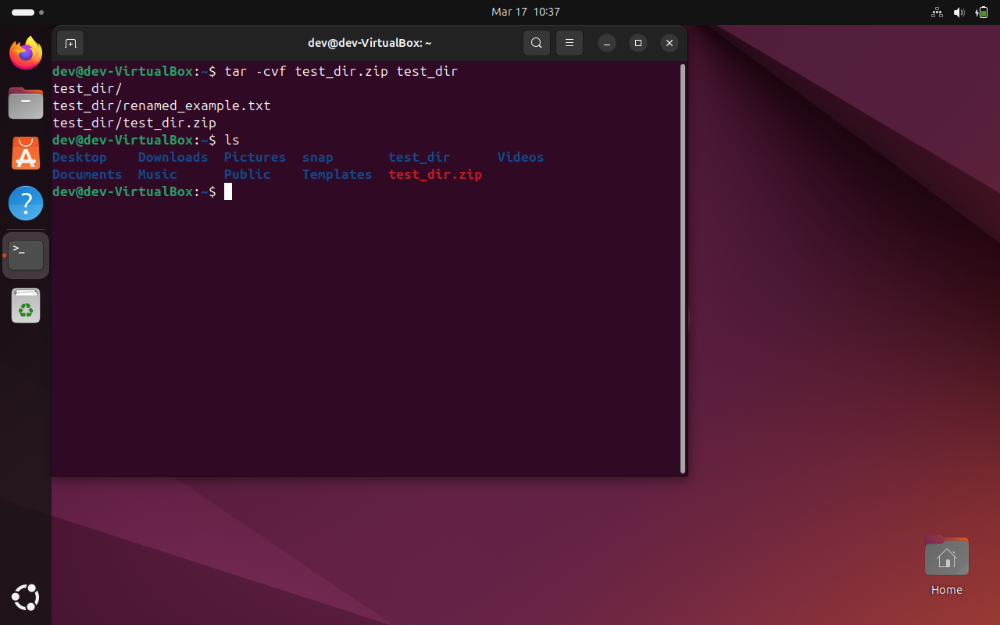 Mar 17 10:37
dev@dev-VirtualBox: ~
dev@dev-VirtualBox:~$ tar -cvf test_dir.zip test_dir
test_dir/
test_dir/renamed_example.txt
test_dir/test_dir.zip
dev@dev-VirtualBox:~$ ls
Desktop Downloads Pictures snap test_dir Videos
Documents Music Public Templates test_dir.zip
dev@dev-VirtualBox:~$
Home